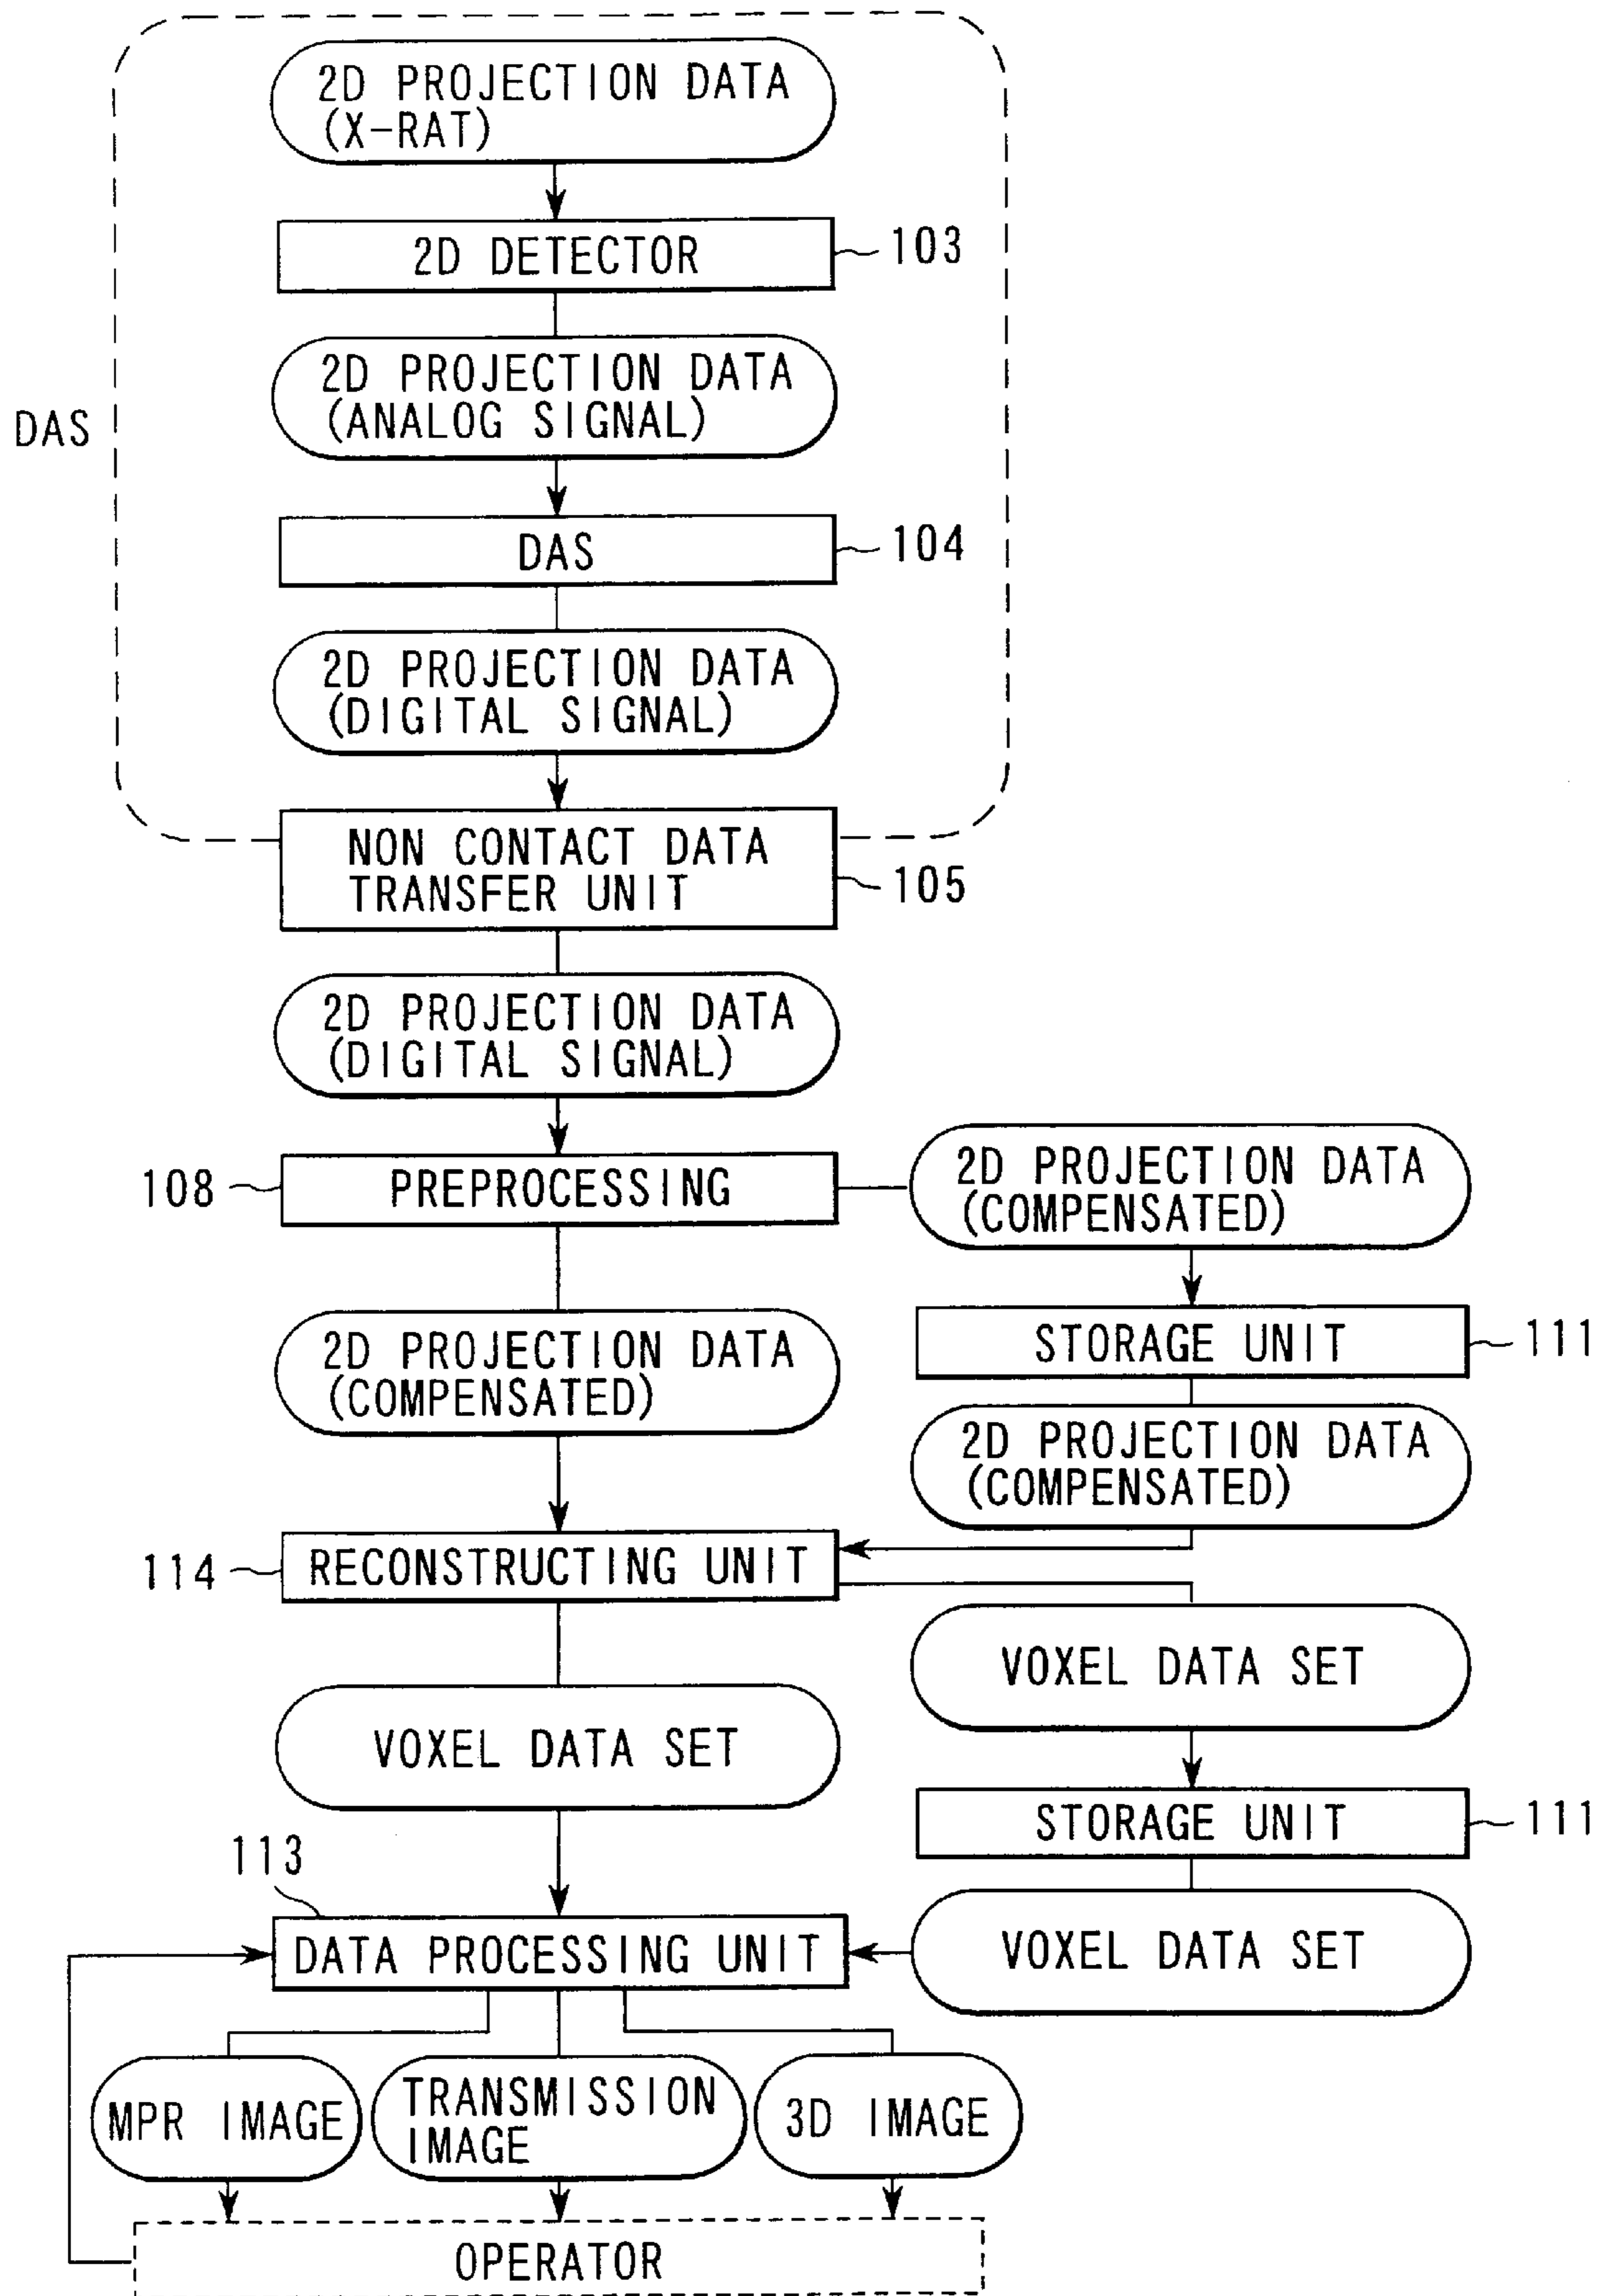 2D PROJECTION DATA
(X-RAT)
2D DETECTOR
103
2D PROJECTION DATA
(ANALOG SIGNAL)
DAS
DAS
104
2D PROJECTION DATA
(DIGITAL SIGNAL)
NON CONTACT DATA
TRANSFER UNIT
105
2D PROJECTION DATA
(DIGITAL SIGNAL)
108
PREPROCESSING
2D PROJECTION DATA
(COMPENSATED)
STORAGE UNIT
111
2D PROJECTION DATA
(COMPENSATED)
2D PROJECTION DATA
(COMPENSATED)
114
RECONSTRUCTING UNIT
VOXEL DATA SET
VOXEL DATA SET
STORAGE UNIT
111
113
DATA PROCESSING UNIT
VOXEL DATA SET
MPR IMAGE
TRANSMISSION
IMAGE
3D IMAGE
OPERATOR